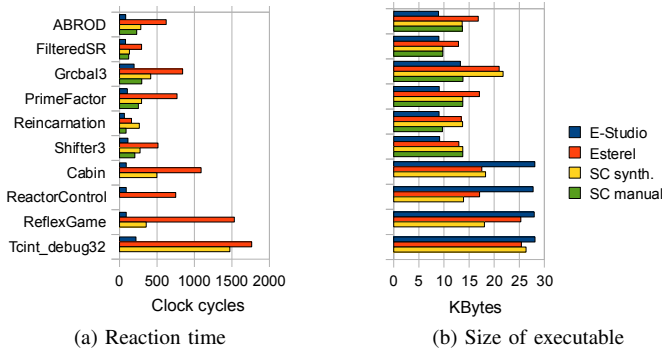 ABROD
FilteredSR
Grcbal3
PrimeFactor
Reincarnation
Shifter3
Cabin
ReactorControl
ReflexGame
Tcint_debug32
0 500 1000 1500 2000
Clock cycles
(a) Reaction time
0 5 10 15 20 25 30
KBytes
(b) Size of executable
E-Studio
Esterel
SC synth.
SC manual